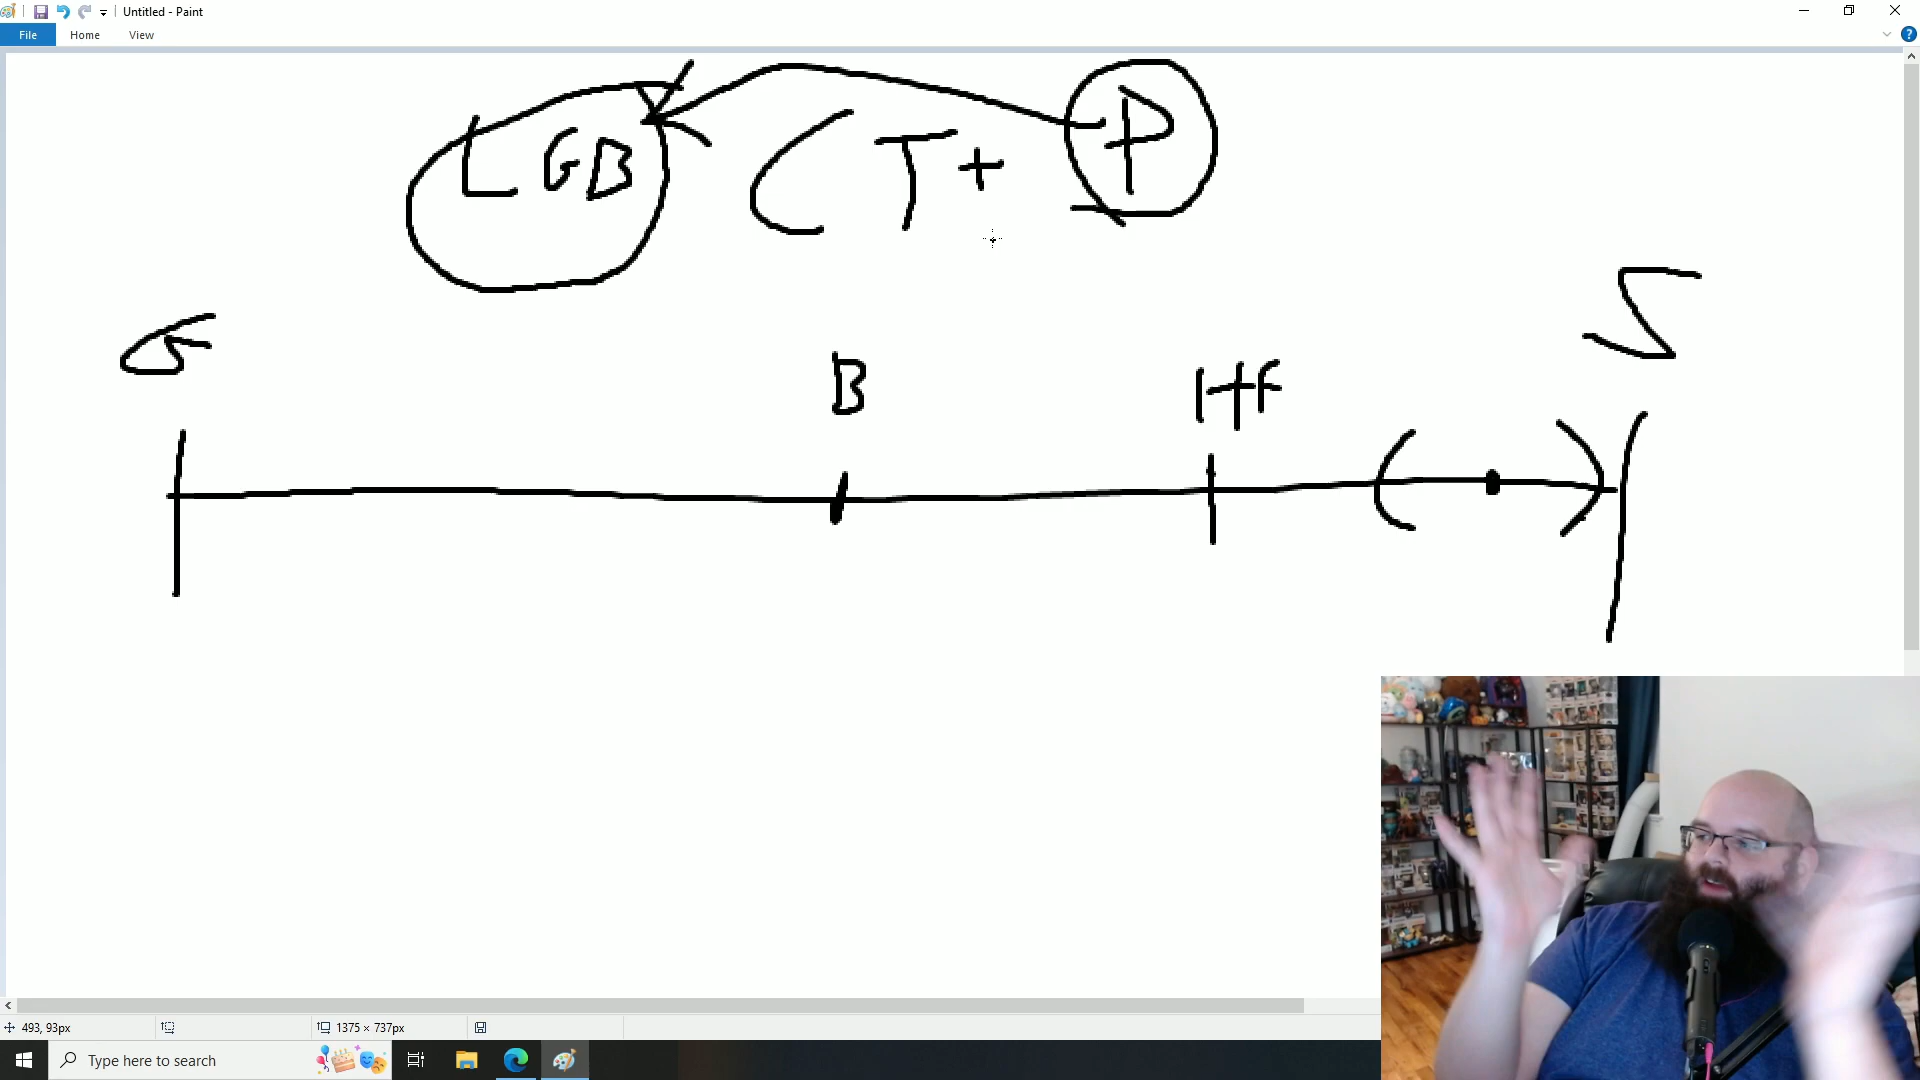 Untitled - Paint
File Home View
LGB ( T + P
G B Hf S
( )
493, 93px 1375 × 737px
Type here to search